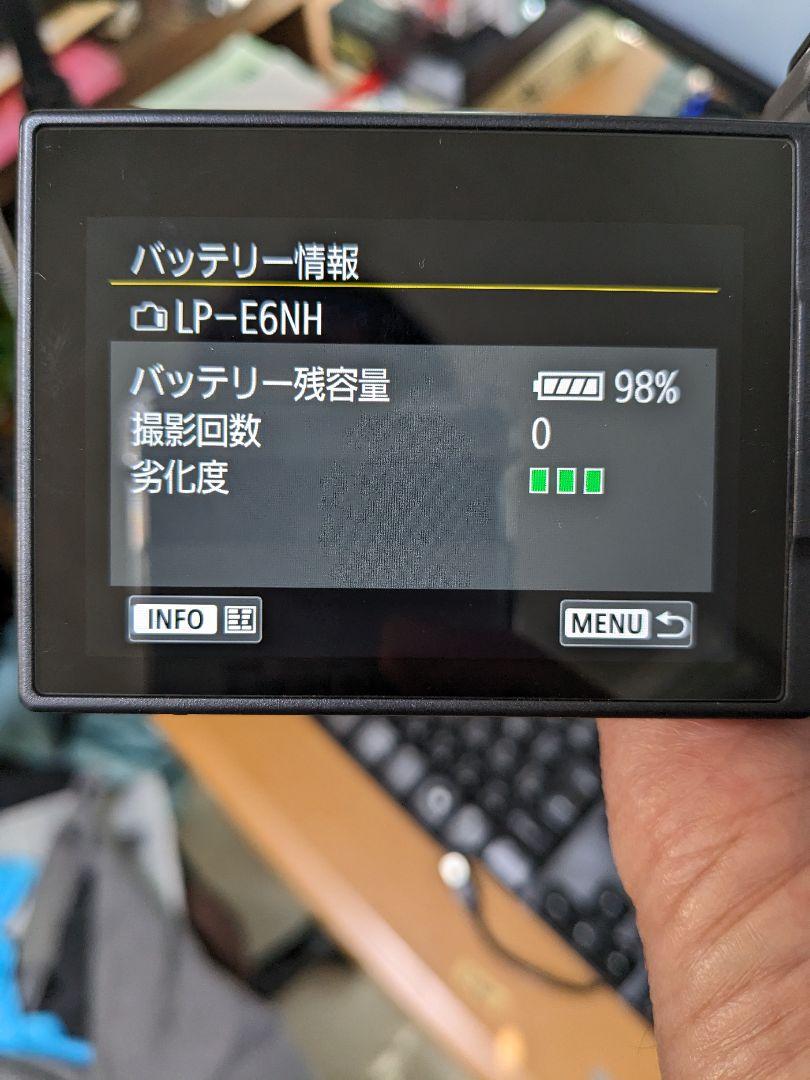 バッテリー情報
LP-E6NH
バッテリー残容量 98%
撮影回数 0
劣化度
INFO MENU